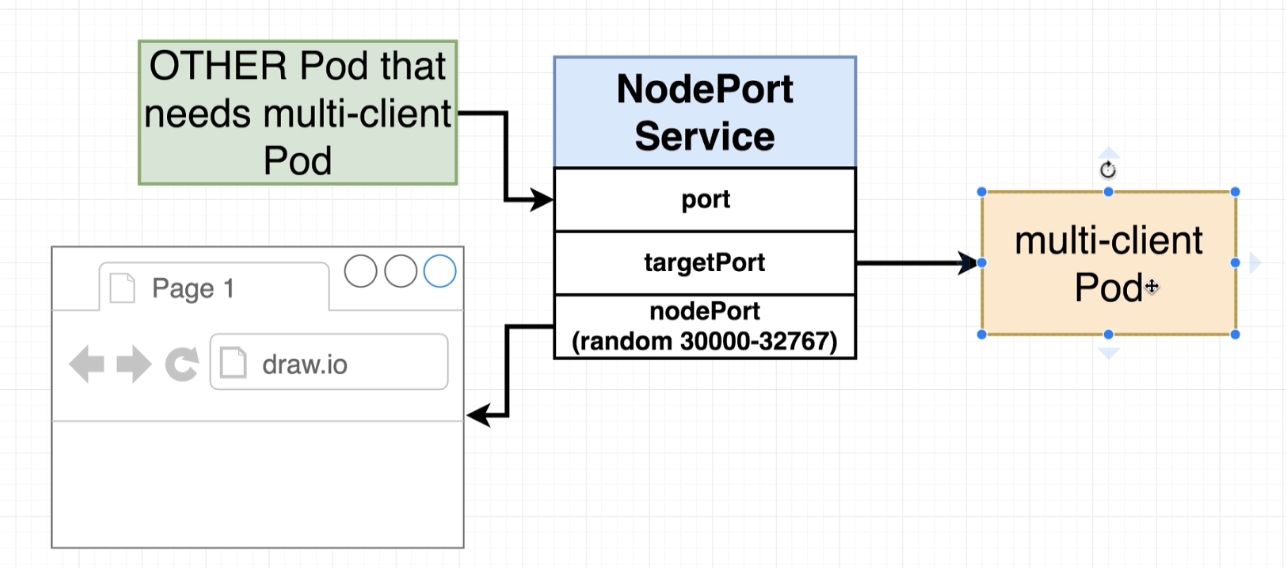 OTHER Pod that
needs multi-client
Pod
NodePort
Service
port
targetPort
nodePort
(random 30000-32767)
multi-client
Pod
Page 1
draw.io